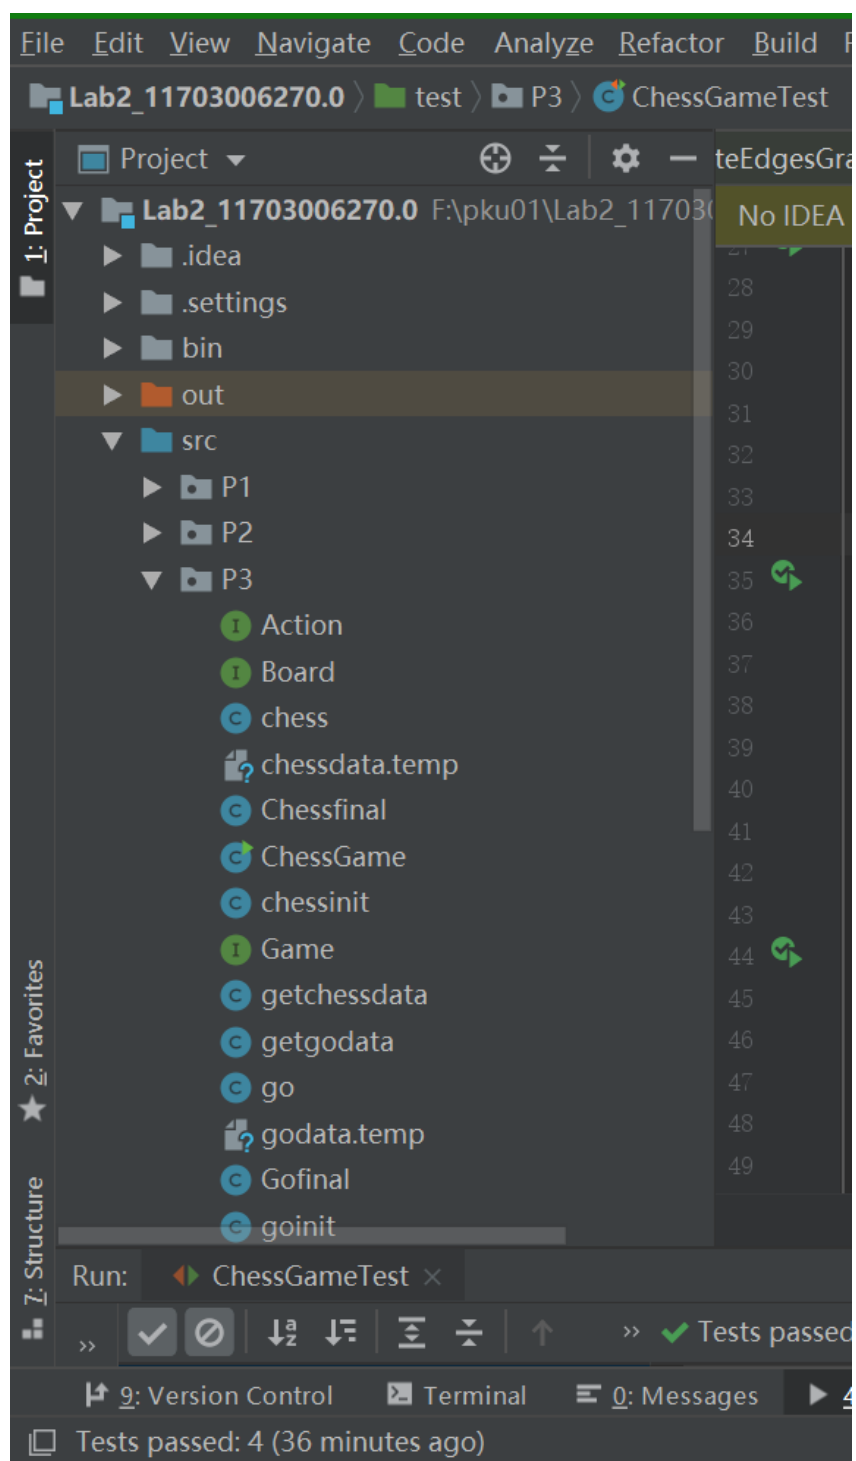 File Edit View Navigate Code Analyze Refactor Build
Lab2_11703006270.0 test P3 ChessGameTest
1: Project
Project
teEdgesGra
Lab2_11703006270.0 F:\pku01\Lab2_11703
No IDEA
.idea
.settings
bin
out
src
P1
P2
P3
Action
Board
chess
chessdata.temp
Chessfinal
ChessGame
chessinit
Game
getchessdata
getgodata
go
godata.temp
Gofinal
goinit
27
28
29
30
31
32
33
34
35
36
37
38
39
40
41
42
43
44
45
46
47
48
49
2: Favorites
7: Structure
Run: ChessGameTest
Tests passed
9: Version Control Terminal 0: Messages 4
Tests passed: 4 (36 minutes ago)